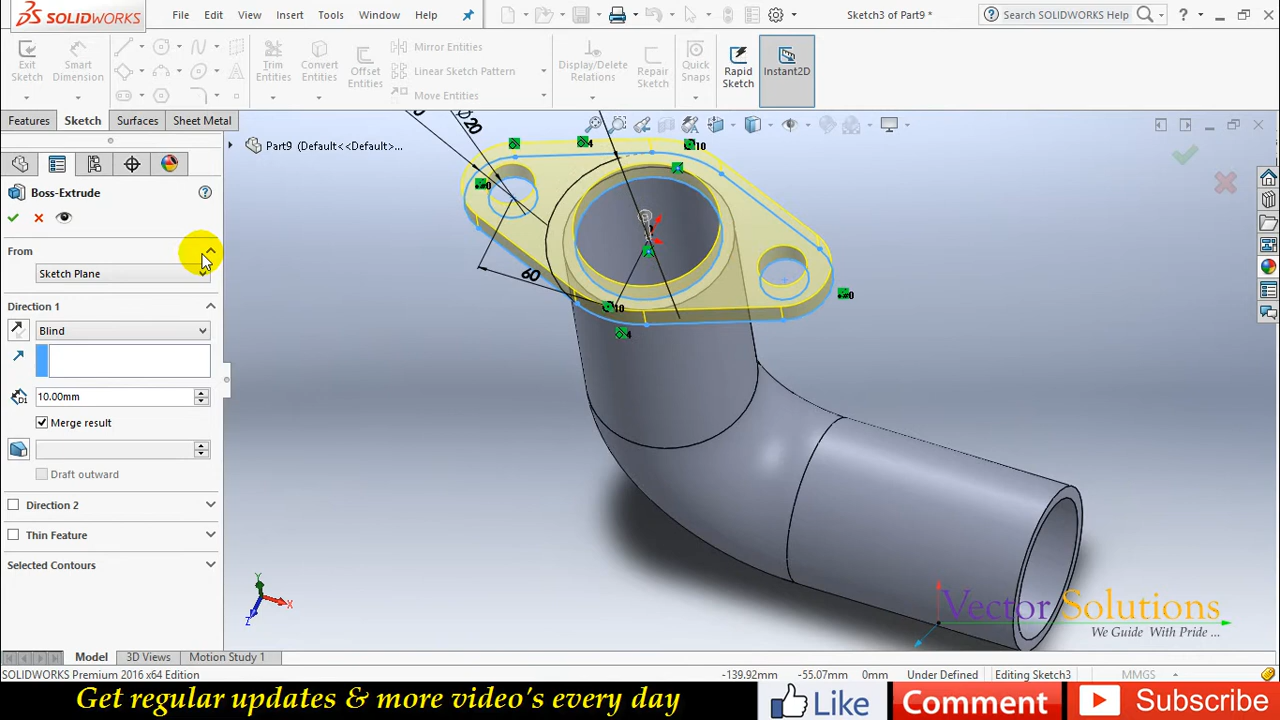 SOLIDWORKS File Edit View Insert Tools Window Help Sketch3 of Part9 * Search SOLIDWORKS Help
Exit Sketch
Smart Dimension
Trim Entities
Convert Entities
Offset Entities
Mirror Entities
Linear Sketch Pattern
Move Entities
Display/Delete Relations
Repair Sketch
Quick Snaps
Rapid Sketch
Instant2D
Features Sketch Surfaces Sheet Metal
Part9 (Default<<Default>...
Boss-Extrude
From
Sketch Plane
Direction 1
Blind
10.00mm
Merge result
Draft outward
Direction 2
Thin Feature
Selected Contours
Ø20
60
Y
X
Z
Vector Solutions
We Guide With Pride ...
Model 3D Views Motion Study 1
SOLIDWORKS Premium 2016 x64 Edition -139.92mm -55.07mm 0mm Under Defined Editing Sketch3 MMGS
Get regular updates & more video's every day Like Comment Subscribe